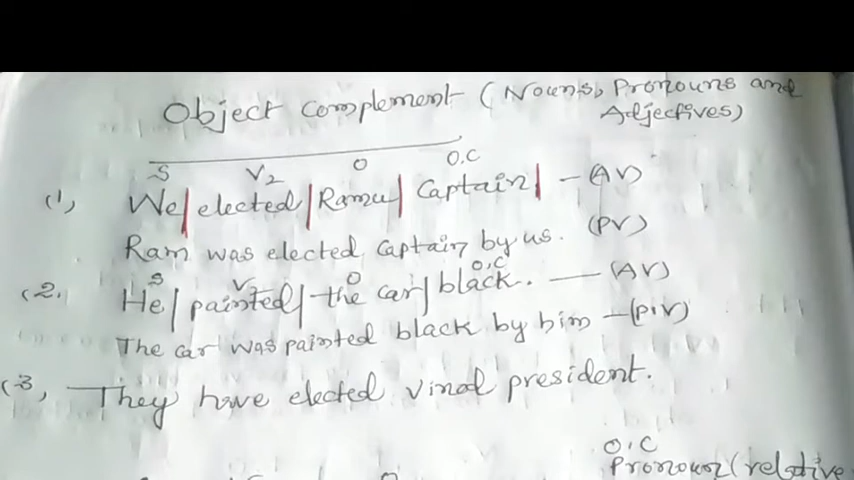 Object Complement (Nouns, Pronouns and
Adjectives)
S V2 O O.C
(1) We | elected | Ramu | Captain | - (AV)
Ram was elected captain by us. (PV)
S V O O.C
(2. He | painted | the car | black. — (AV)
The car was painted black by him - (P.V)
(3, They have elected vinod president.
O.C
Pronoun (relative